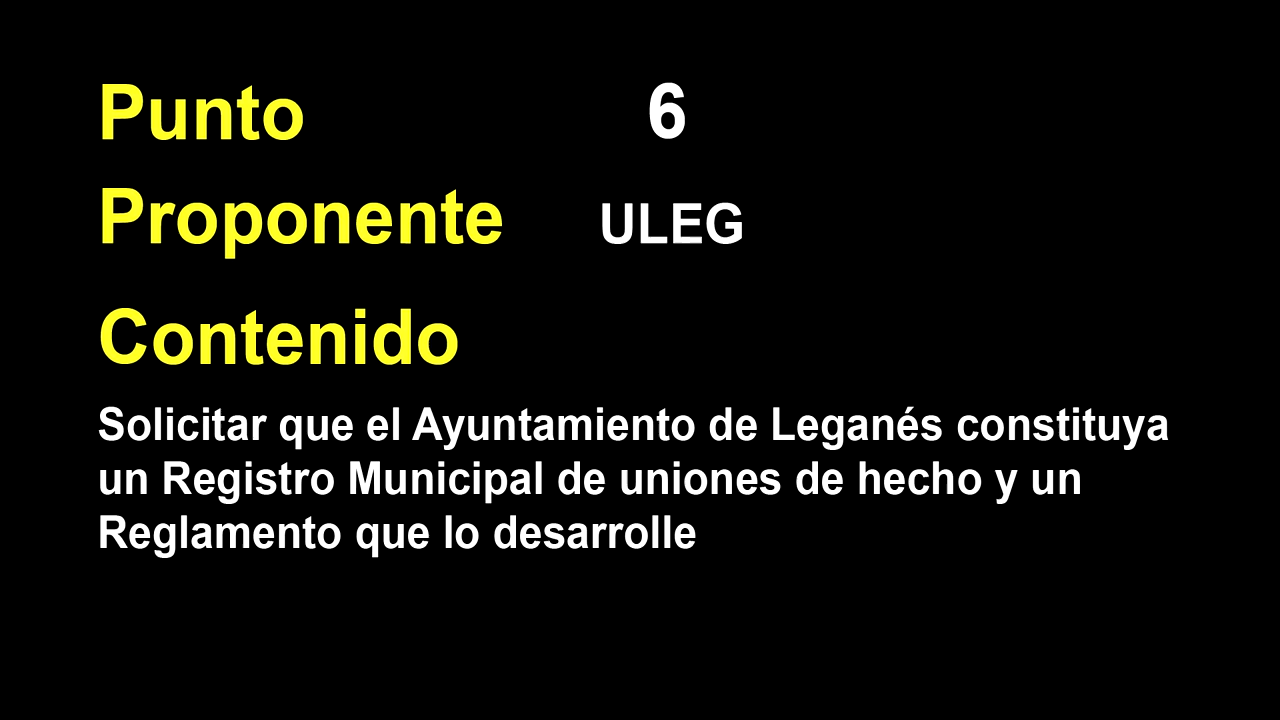 Punto 6
Proponente ULEG
Contenido
Solicitar que el Ayuntamiento de Leganés constituya
un Registro Municipal de uniones de hecho y un
Reglamento que lo desarrolle